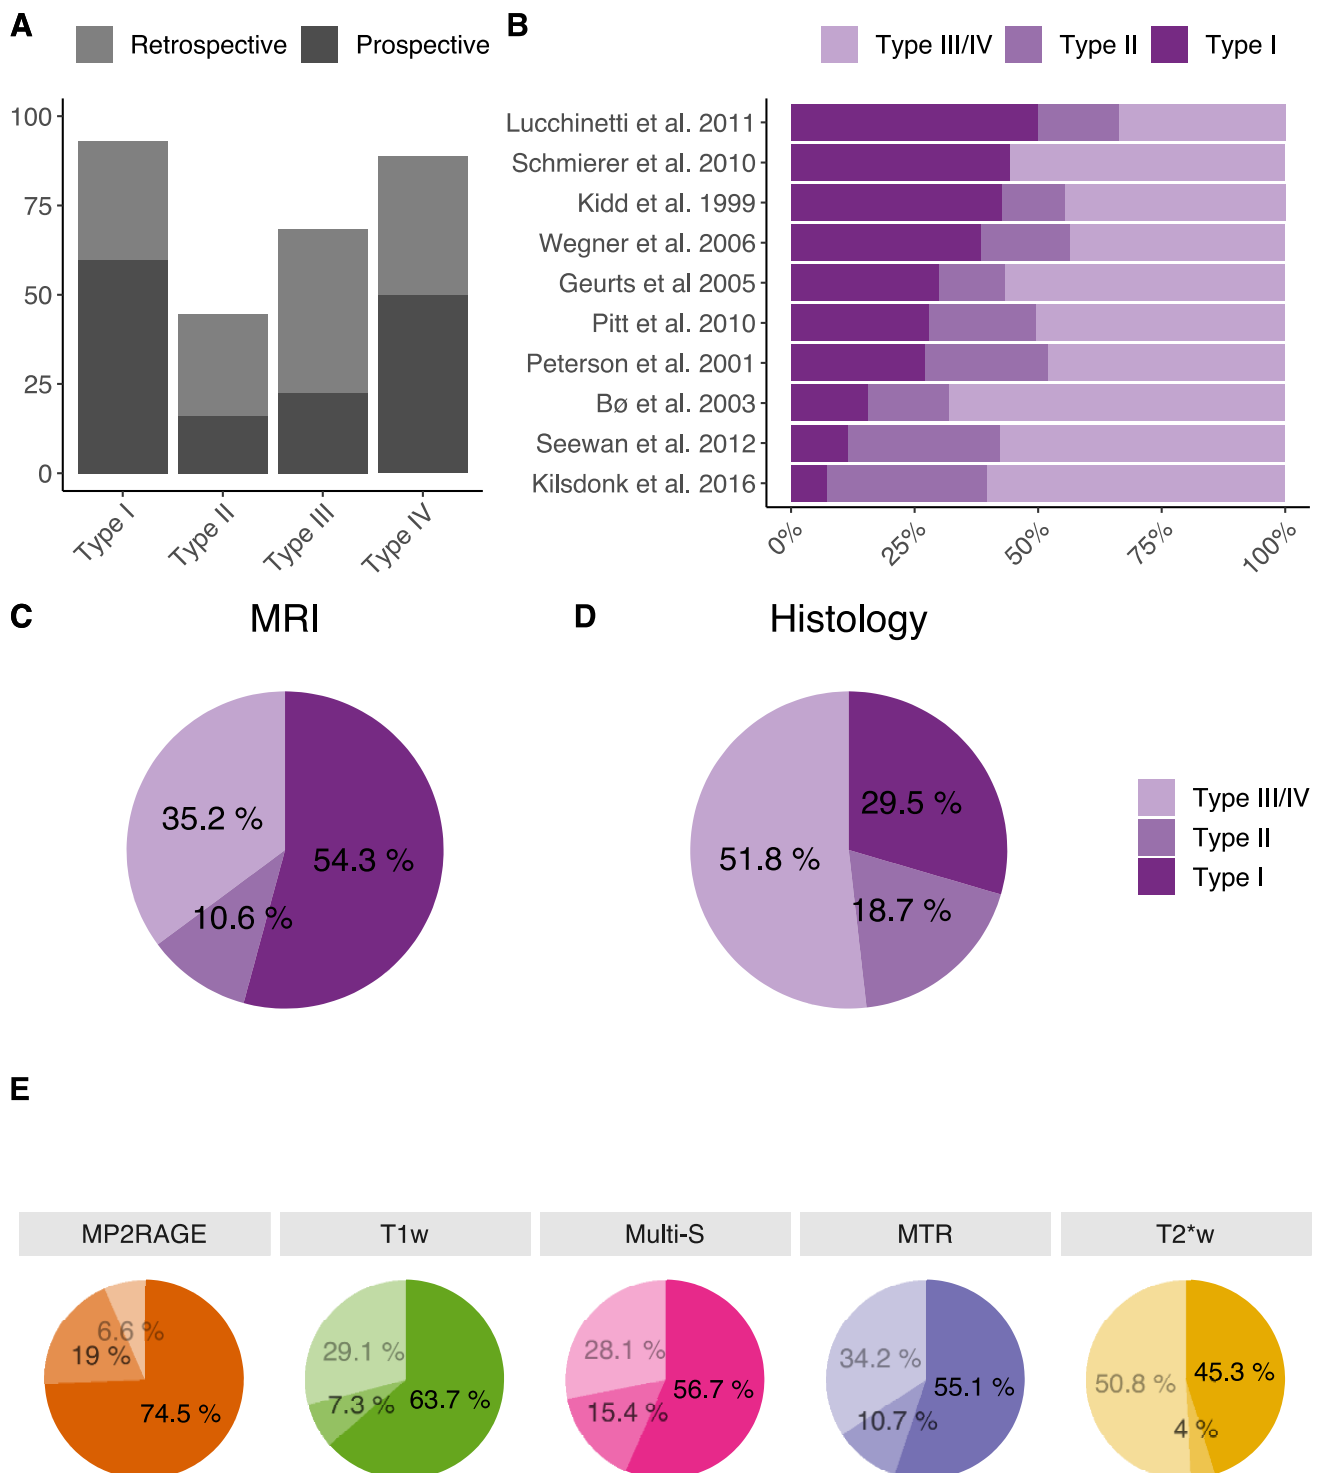 A
Retrospective
Prospective
100
75
50
25
0
Type I
Type II
Type III
Type IV
B
Type III/IV
Type II
Type I
Lucchinetti et al. 2011
Schmierer et al. 2010
Kidd et al. 1999
Wegner et al. 2006
Geurts et al 2005
Pitt et al. 2010
Peterson et al. 2001
Bø et al. 2003
Seewan et al. 2012
Kilsdonk et al. 2016
0%
25%
50%
75%
100%
C
MRI
35.2 %
54.3 %
10.6 %
D
Histology
29.5 %
51.8 %
18.7 %
Type III/IV
Type II
Type I
E
MP2RAGE
6.6 %
19 %
74.5 %
T1w
29.1 %
7.3 %
63.7 %
Multi-S
28.1 %
56.7 %
15.4 %
MTR
34.2 %
55.1 %
10.7 %
T2*w
45.3 %
50.8 %
4 %